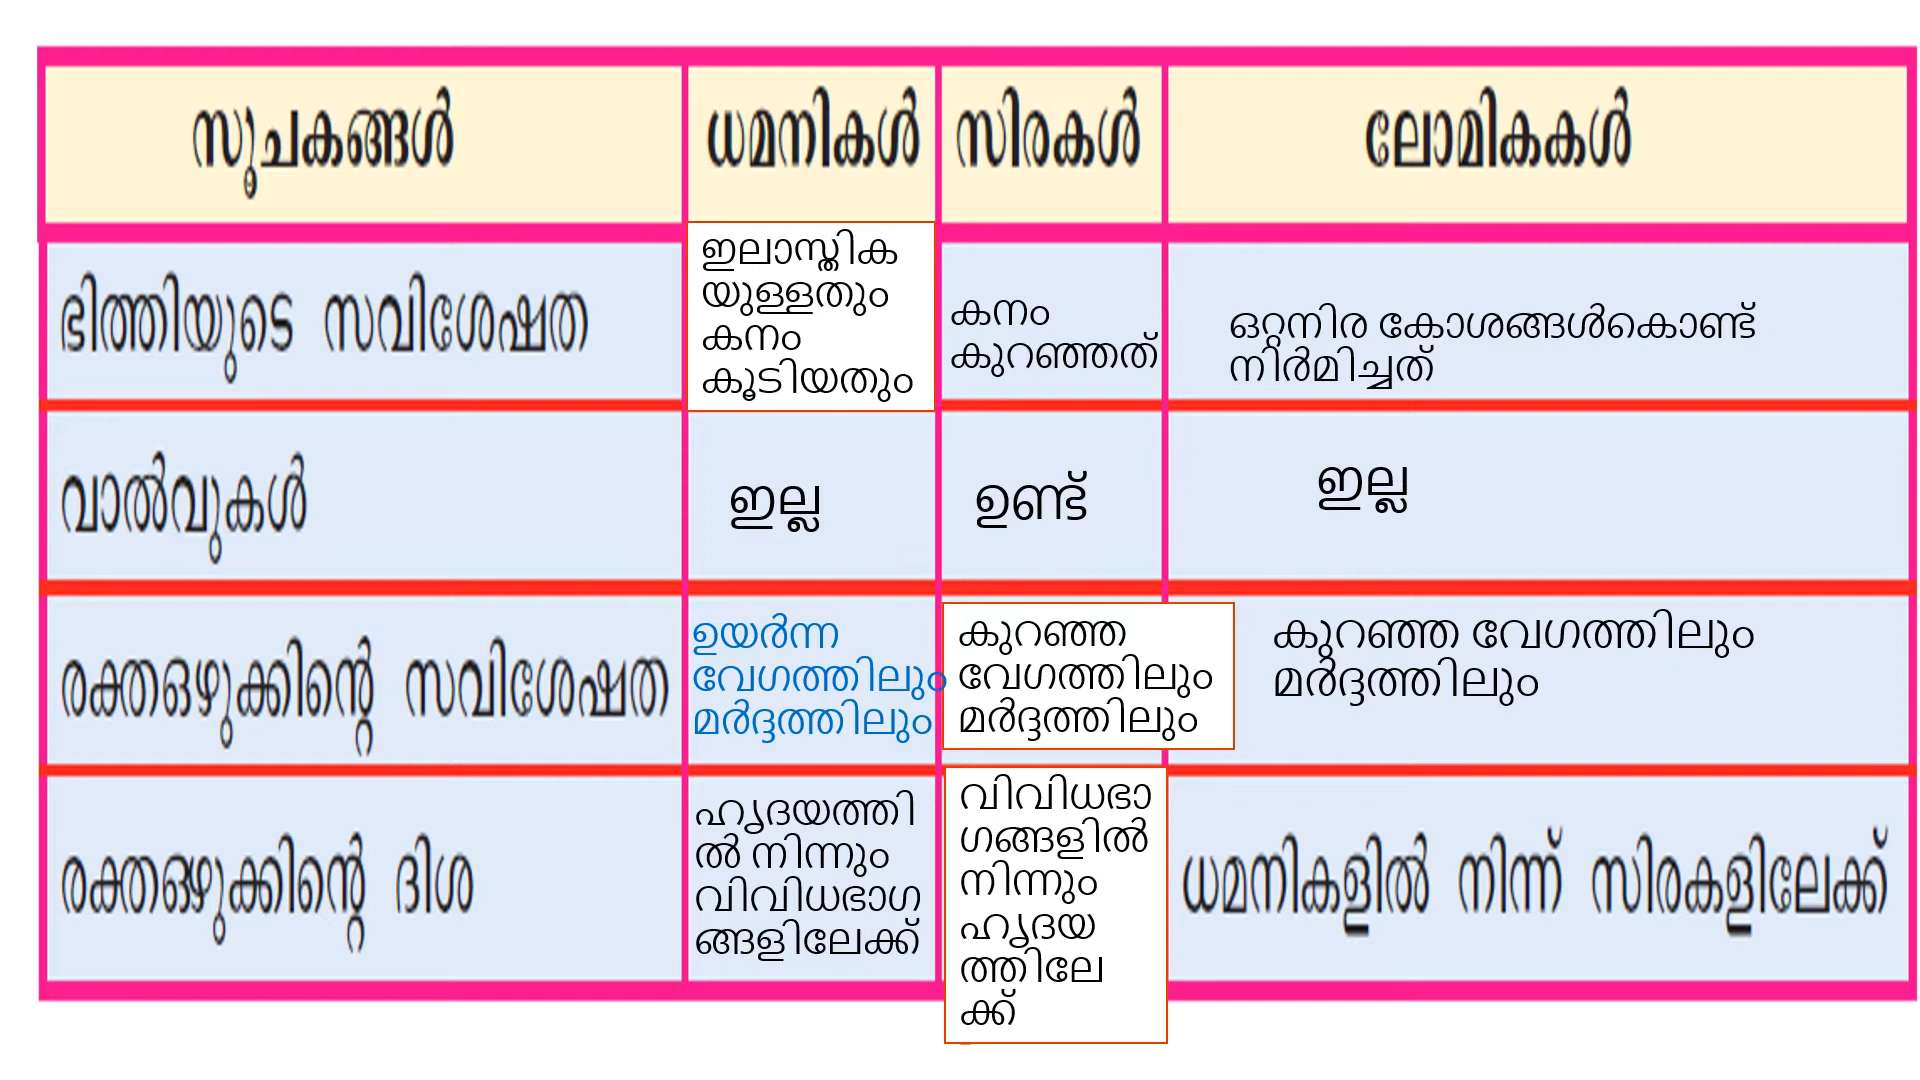 സൂചകങ്ങൾ ധമനികൾ സിരകൾ ലോമികകൾ
ഭിത്തിയുടെ സവിശേഷത
ഇലാസ്തിക
യുള്ളതും
കനം
കൂടിയതും
കനം
കുറഞ്ഞത്
ഒറ്റനിര കോശങ്ങൾകൊണ്ട്
നിർമിച്ചത്
വാൽവുകൾ ഇല്ല ഉണ്ട് ഇല്ല
രക്തഒഴുക്കിന്റെ സവിശേഷത
ഉയർന്ന
വേഗത്തിലും
മർദ്ദത്തിലും
കുറഞ്ഞ
വേഗത്തിലും
മർദ്ദത്തിലും
കുറഞ്ഞ വേഗത്തിലും
മർദ്ദത്തിലും
രക്തഒഴുക്കിന്റെ ദിശ
ഹൃദയത്തി
ൽ നിന്നും
വിവിധഭാഗ
ങ്ങളിലേക്ക്
വിവിധഭാ
ഗങ്ങളിൽ
നിന്നും
ഹൃദയ
ത്തിലേ
ക്ക്
ധമനികളിൽ നിന്ന് സിരകളിലേക്ക്